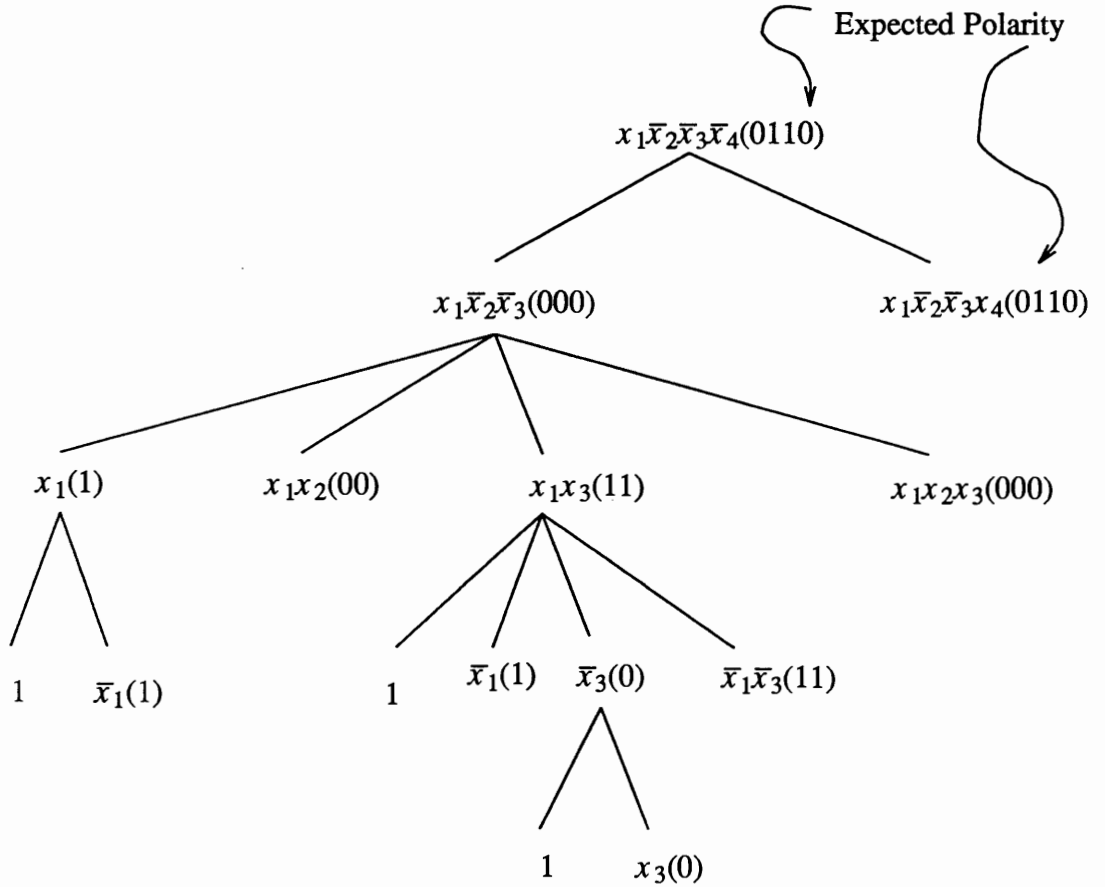 Expected Polarity
x₁x̅₂x̅₃x̅₄(0110)
x₁x̅₂x̅₃(000) x₁x̅₂x̅₃x₄(0110)
x₁(1) x₁x₂(00) x₁x₃(11) x₁x₂x₃(000)
1 x̅₁(1) 1 x̅₁(1) x̅₃(0) x̅₁x̅₃(11)
1 x₃(0)